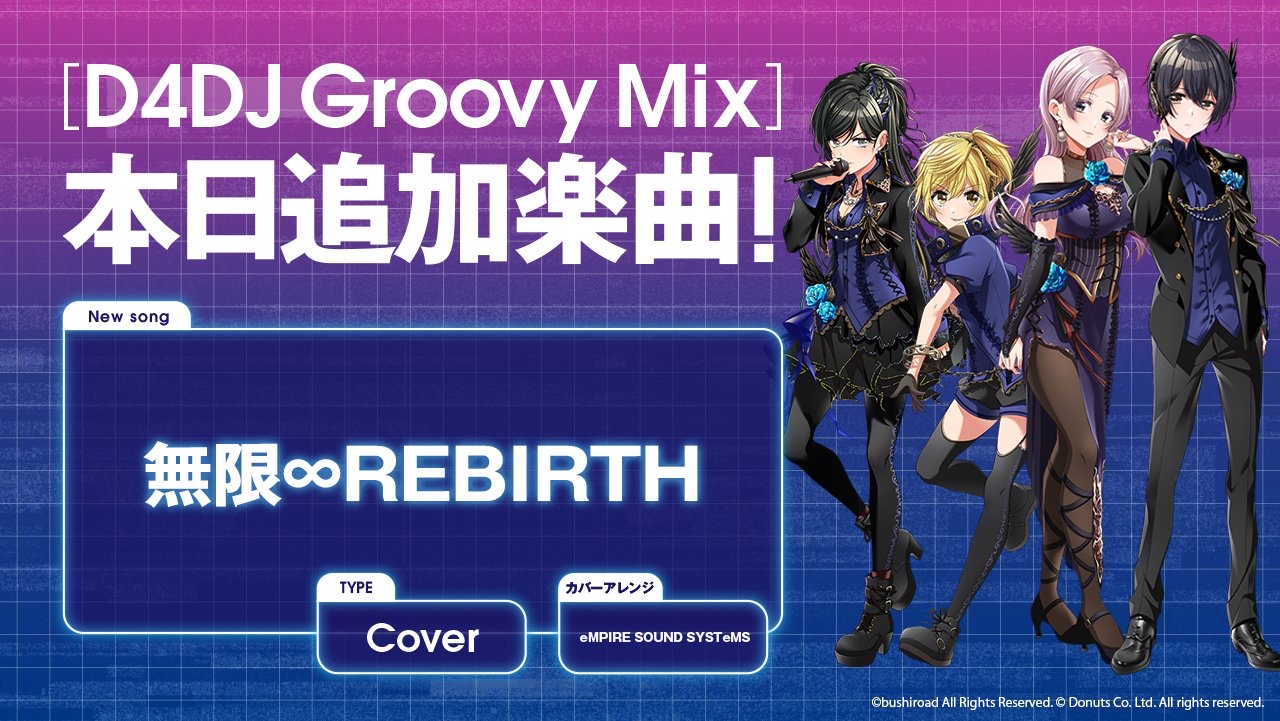 [D4DJ Groovy Mix]
本日追加楽曲!
New song
無限∞REBIRTH
TYPE
Cover
カバーアレンジ
eMPIRE SOUND SYSTeMS
©bushiroad All Rights Reserved. © Donuts Co. Ltd. All rights reserved.